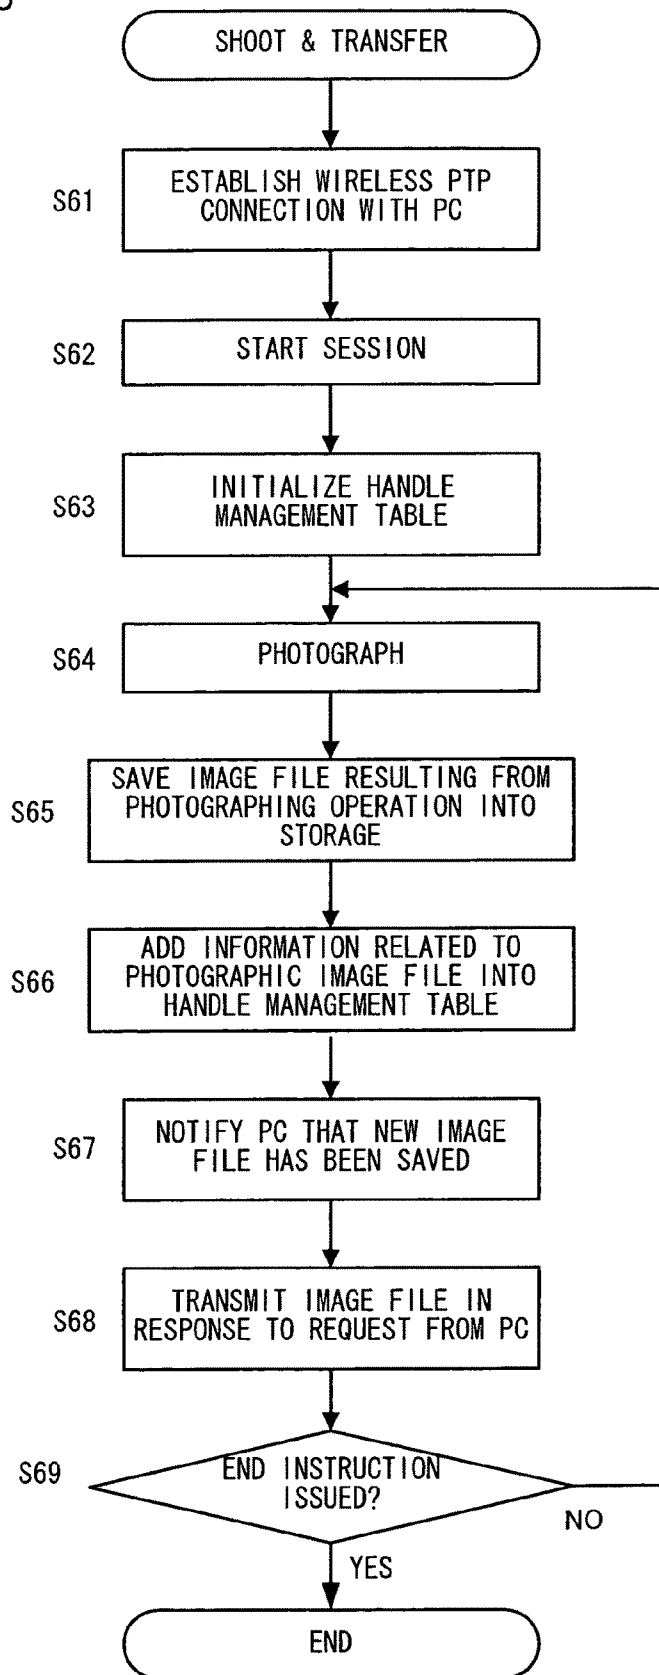 SHOOT & TRANSFER
S61
ESTABLISH WIRELESS PTP
CONNECTION WITH PC
S62
START SESSION
S63
INITIALIZE HANDLE
MANAGEMENT TABLE
S64
PHOTOGRAPH
S65
SAVE IMAGE FILE RESULTING FROM
PHOTOGRAPHING OPERATION INTO
STORAGE
S66
ADD INFORMATION RELATED TO
PHOTOGRAPHIC IMAGE FILE INTO
HANDLE MANAGEMENT TABLE
S67
NOTIFY PC THAT NEW IMAGE
FILE HAS BEEN SAVED
S68
TRANSMIT IMAGE FILE IN
RESPONSE TO REQUEST FROM PC
S69
END INSTRUCTION
ISSUED?
NO
YES
END